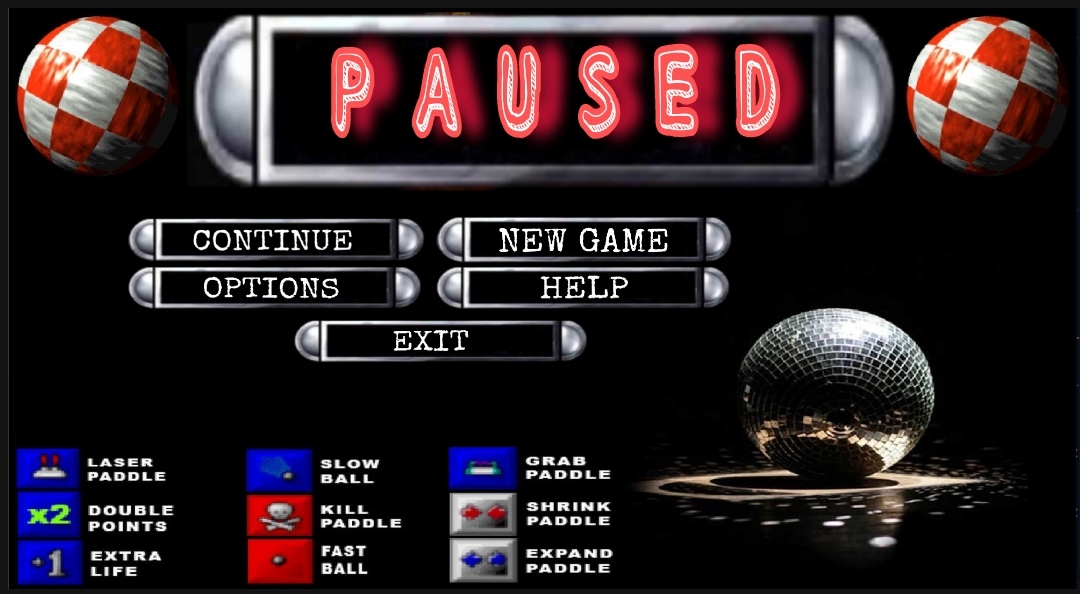 PAUSED
CONTINUE
NEW GAME
OPTIONS
HELP
EXIT
LASER
PADDLE
SLOW
BALL
GRAB
PADDLE
x2
DOUBLE
POINTS
KILL
PADDLE
SHRINK
PADDLE
+1
EXTRA
LIFE
FAST
BALL
EXPAND
PADDLE